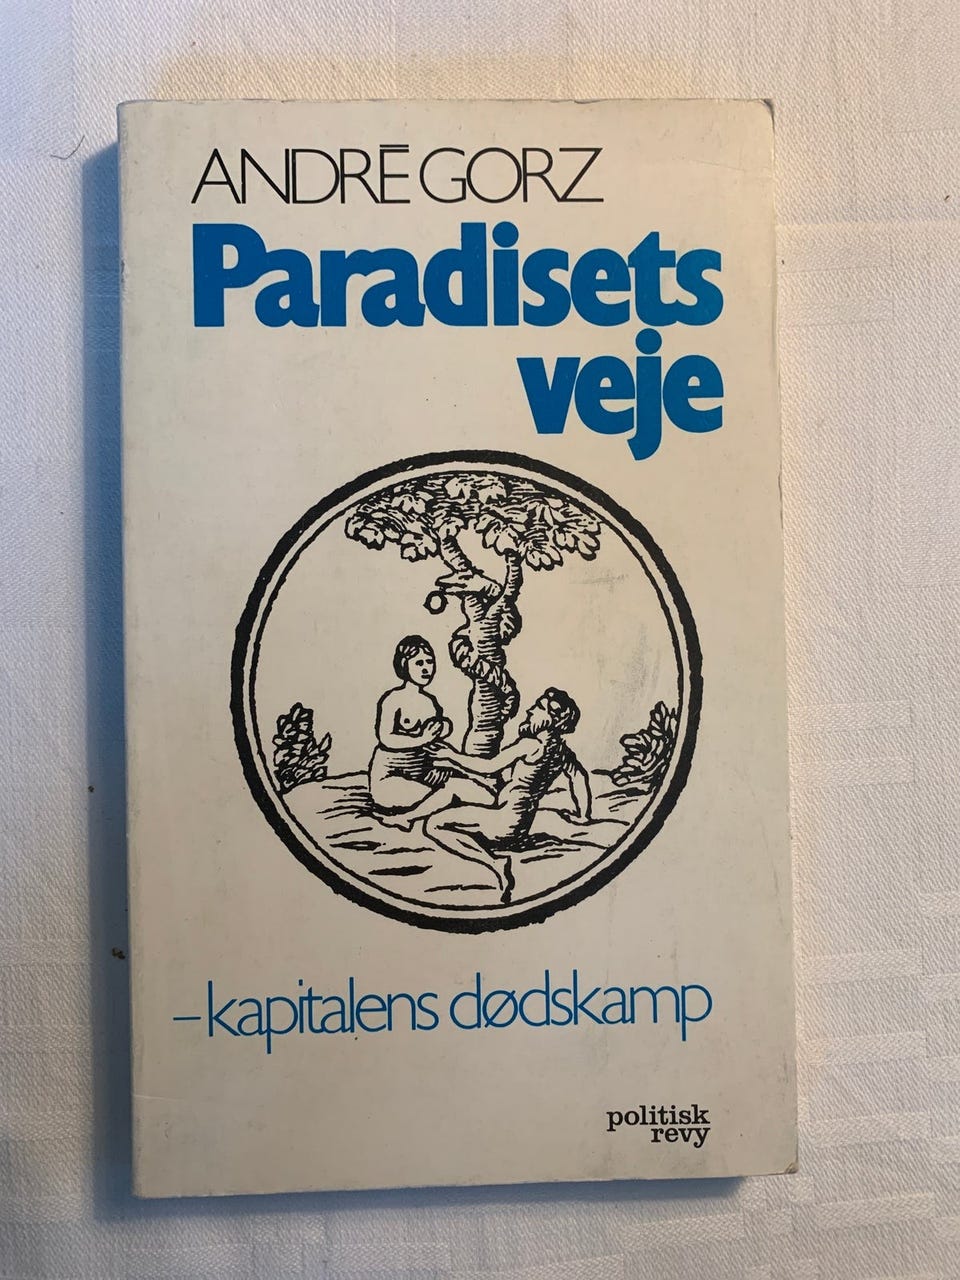 ANDRÉ GORZ
Paradisets
veje
–kapitalens dødskamp
politisk
revy